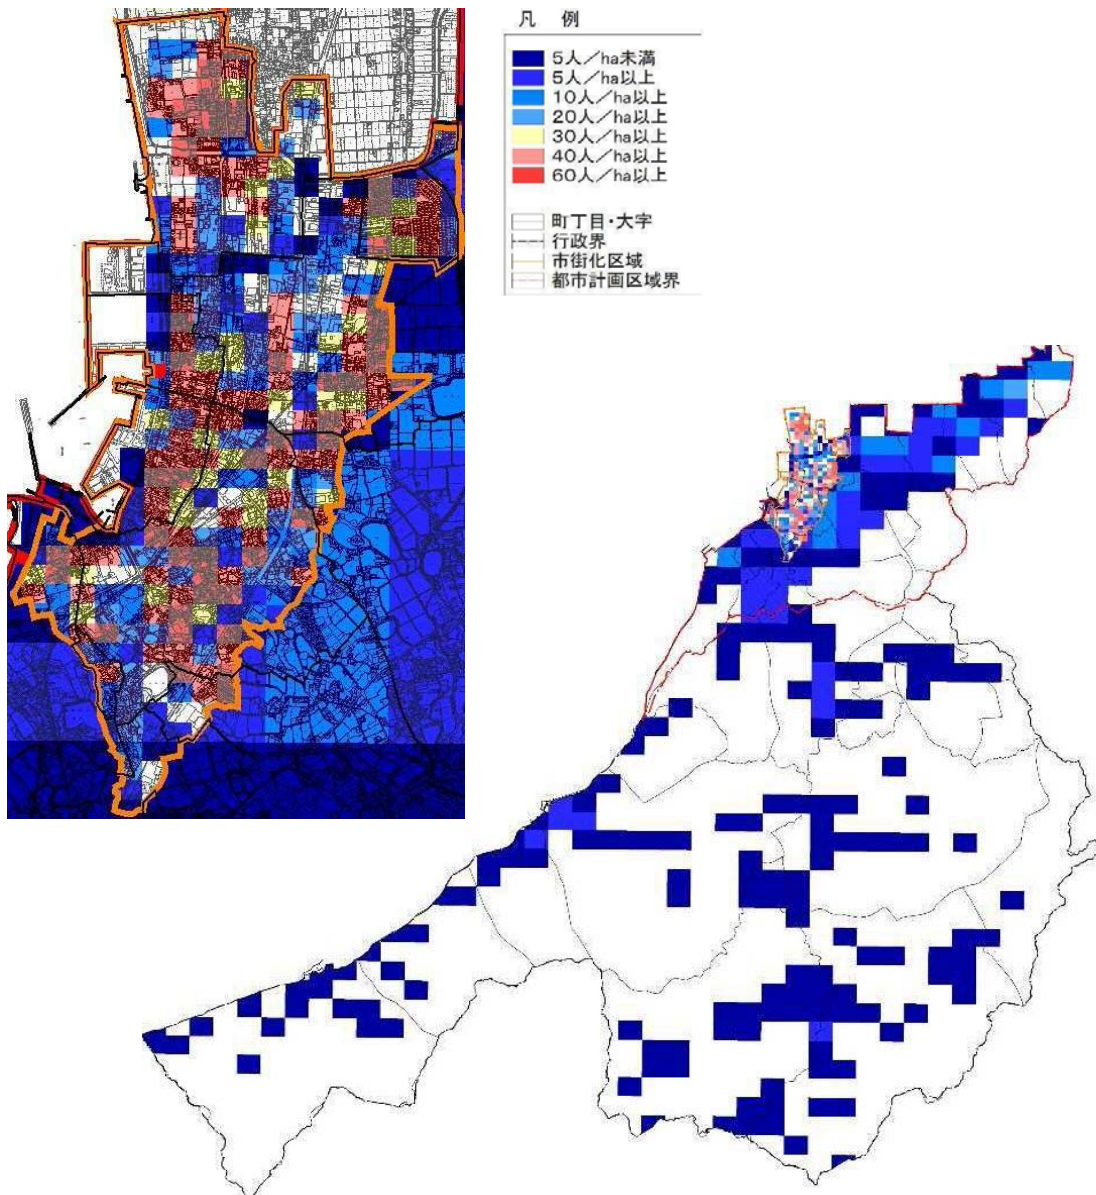 凡 例
5人/ha未満
5人/ha以上
10人/ha以上
20人/ha以上
30人/ha以上
40人/ha以上
60人/ha以上
町丁目・大字
行政界
市街化区域
都市計画区域界